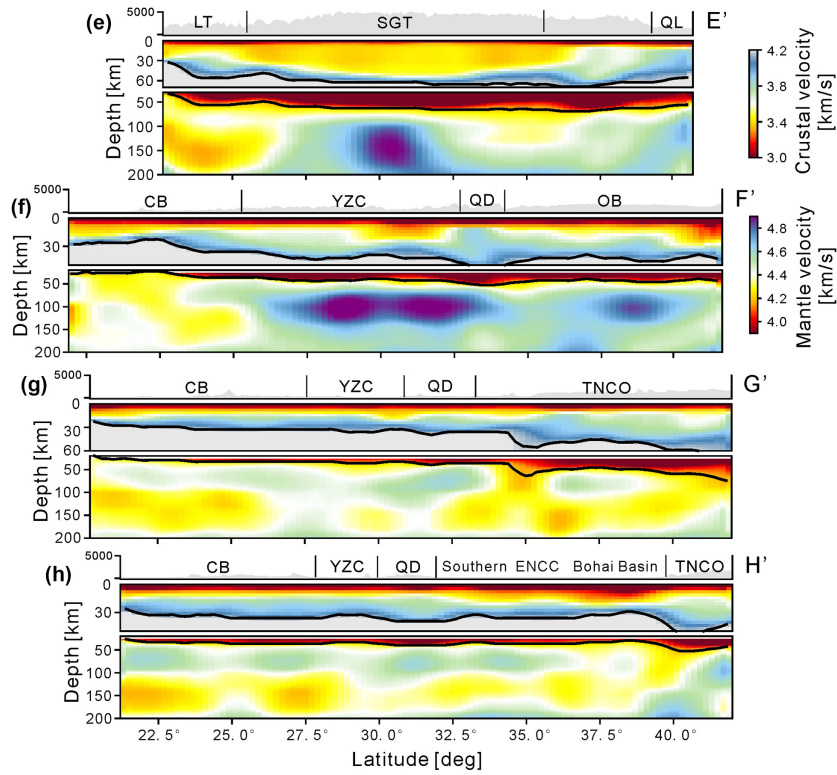 (e) LT SGT QL E’
0
30
60
50
100
150
200
Depth [km]
4.2
3.8
3.4
3.0
Crustal velocity
[km/s]
5000
(f) CB YZC QD OB F’
0
30
50
100
150
200
Depth [km]
4.8
4.6
4.4
4.2
4.0
Mantle velocity
[km/s]
5000
(g) CB YZC QD TNCO G’
0
30
60
50
100
150
200
Depth [km]
5000
(h) CB YZC QD Southern ENCC Bohai Basin TNCO H’
0
30
50
100
150
200
Depth [km]
22.5° 25.0° 27.5° 30.0° 32.5° 35.0° 37.5° 40.0°
Latitude [deg]